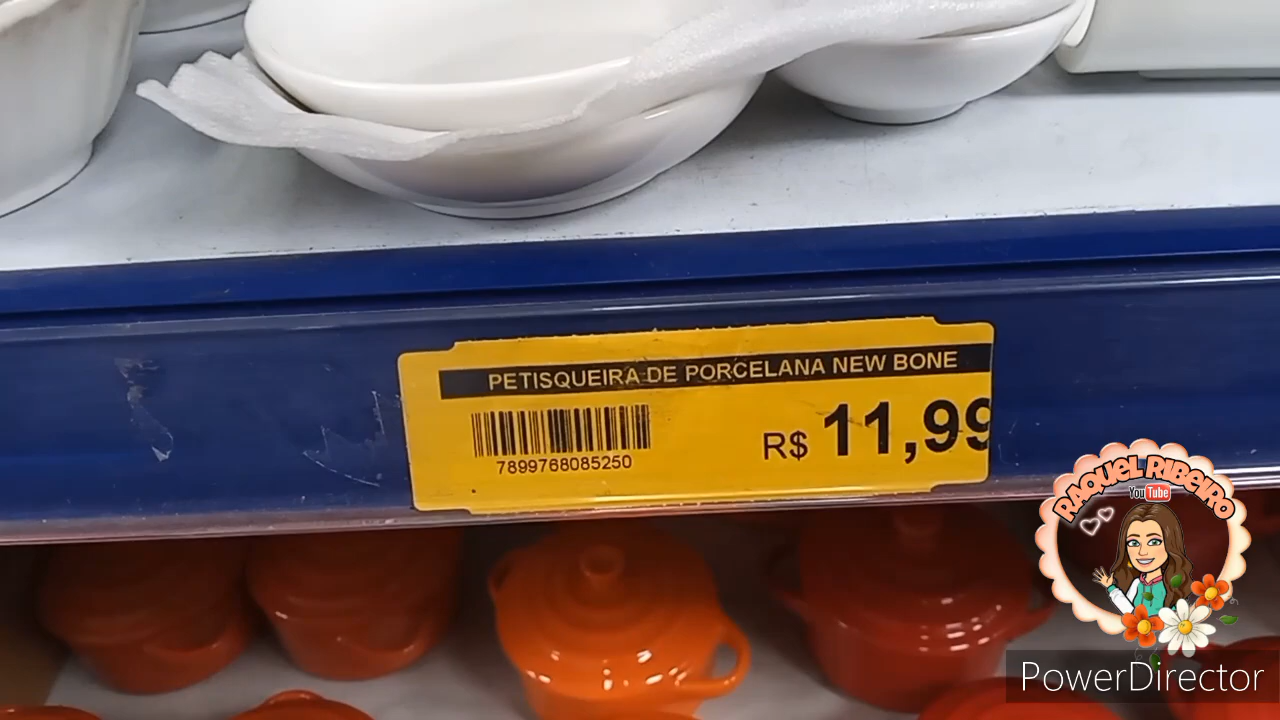 PETISQUEIRA DE PORCELANA NEW BONE
7899768085250
R$ 11,99
RAQUEL RIBEIRO
YouTube
PowerDirector